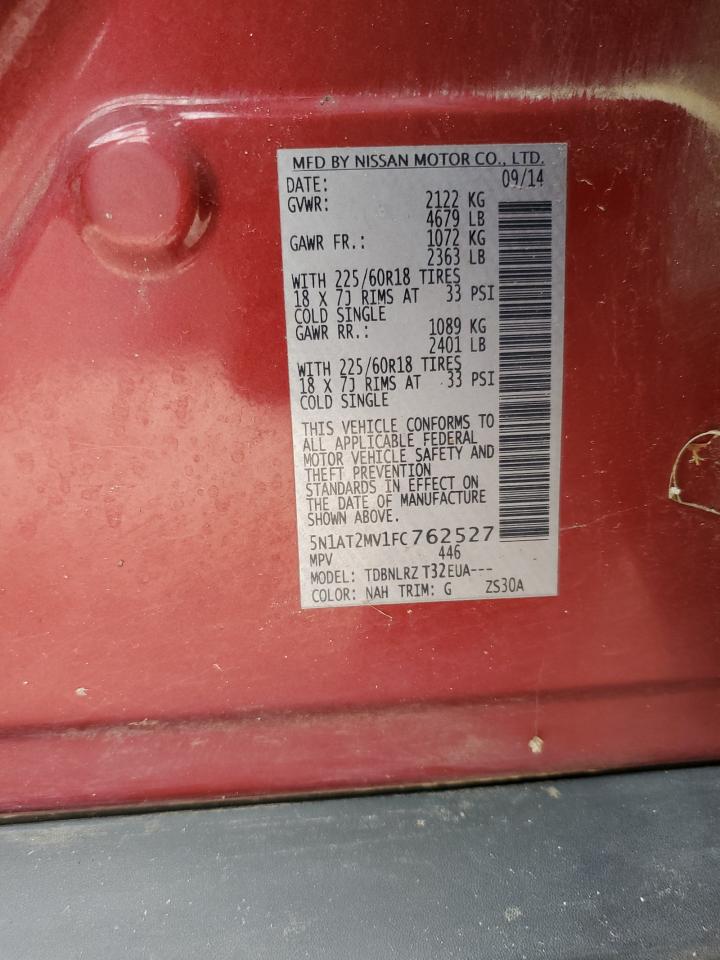 MFD BY NISSAN MOTOR CO., LTD.
DATE: 09/14
GVWR: 2122 KG
4679 LB
GAWR FR.: 1072 KG
2363 LB
WITH 225/60R18 TIRES
18 X 7J RIMS AT 33 PSI
COLD SINGLE
GAWR RR.: 1089 KG
2401 LB
WITH 225/60R18 TIRES
18 X 7J RIMS AT 33 PSI
COLD SINGLE
THIS VEHICLE CONFORMS TO
ALL APPLICABLE FEDERAL
MOTOR VEHICLE SAFETY AND
THEFT PREVENTION
STANDARDS IN EFFECT ON
THE DATE OF MANUFACTURE
SHOWN ABOVE.
5N1AT2MV1FC762527
MPV 446
MODEL: TDBNLRZ T32EUA---
COLOR: NAH TRIM: G ZS30A